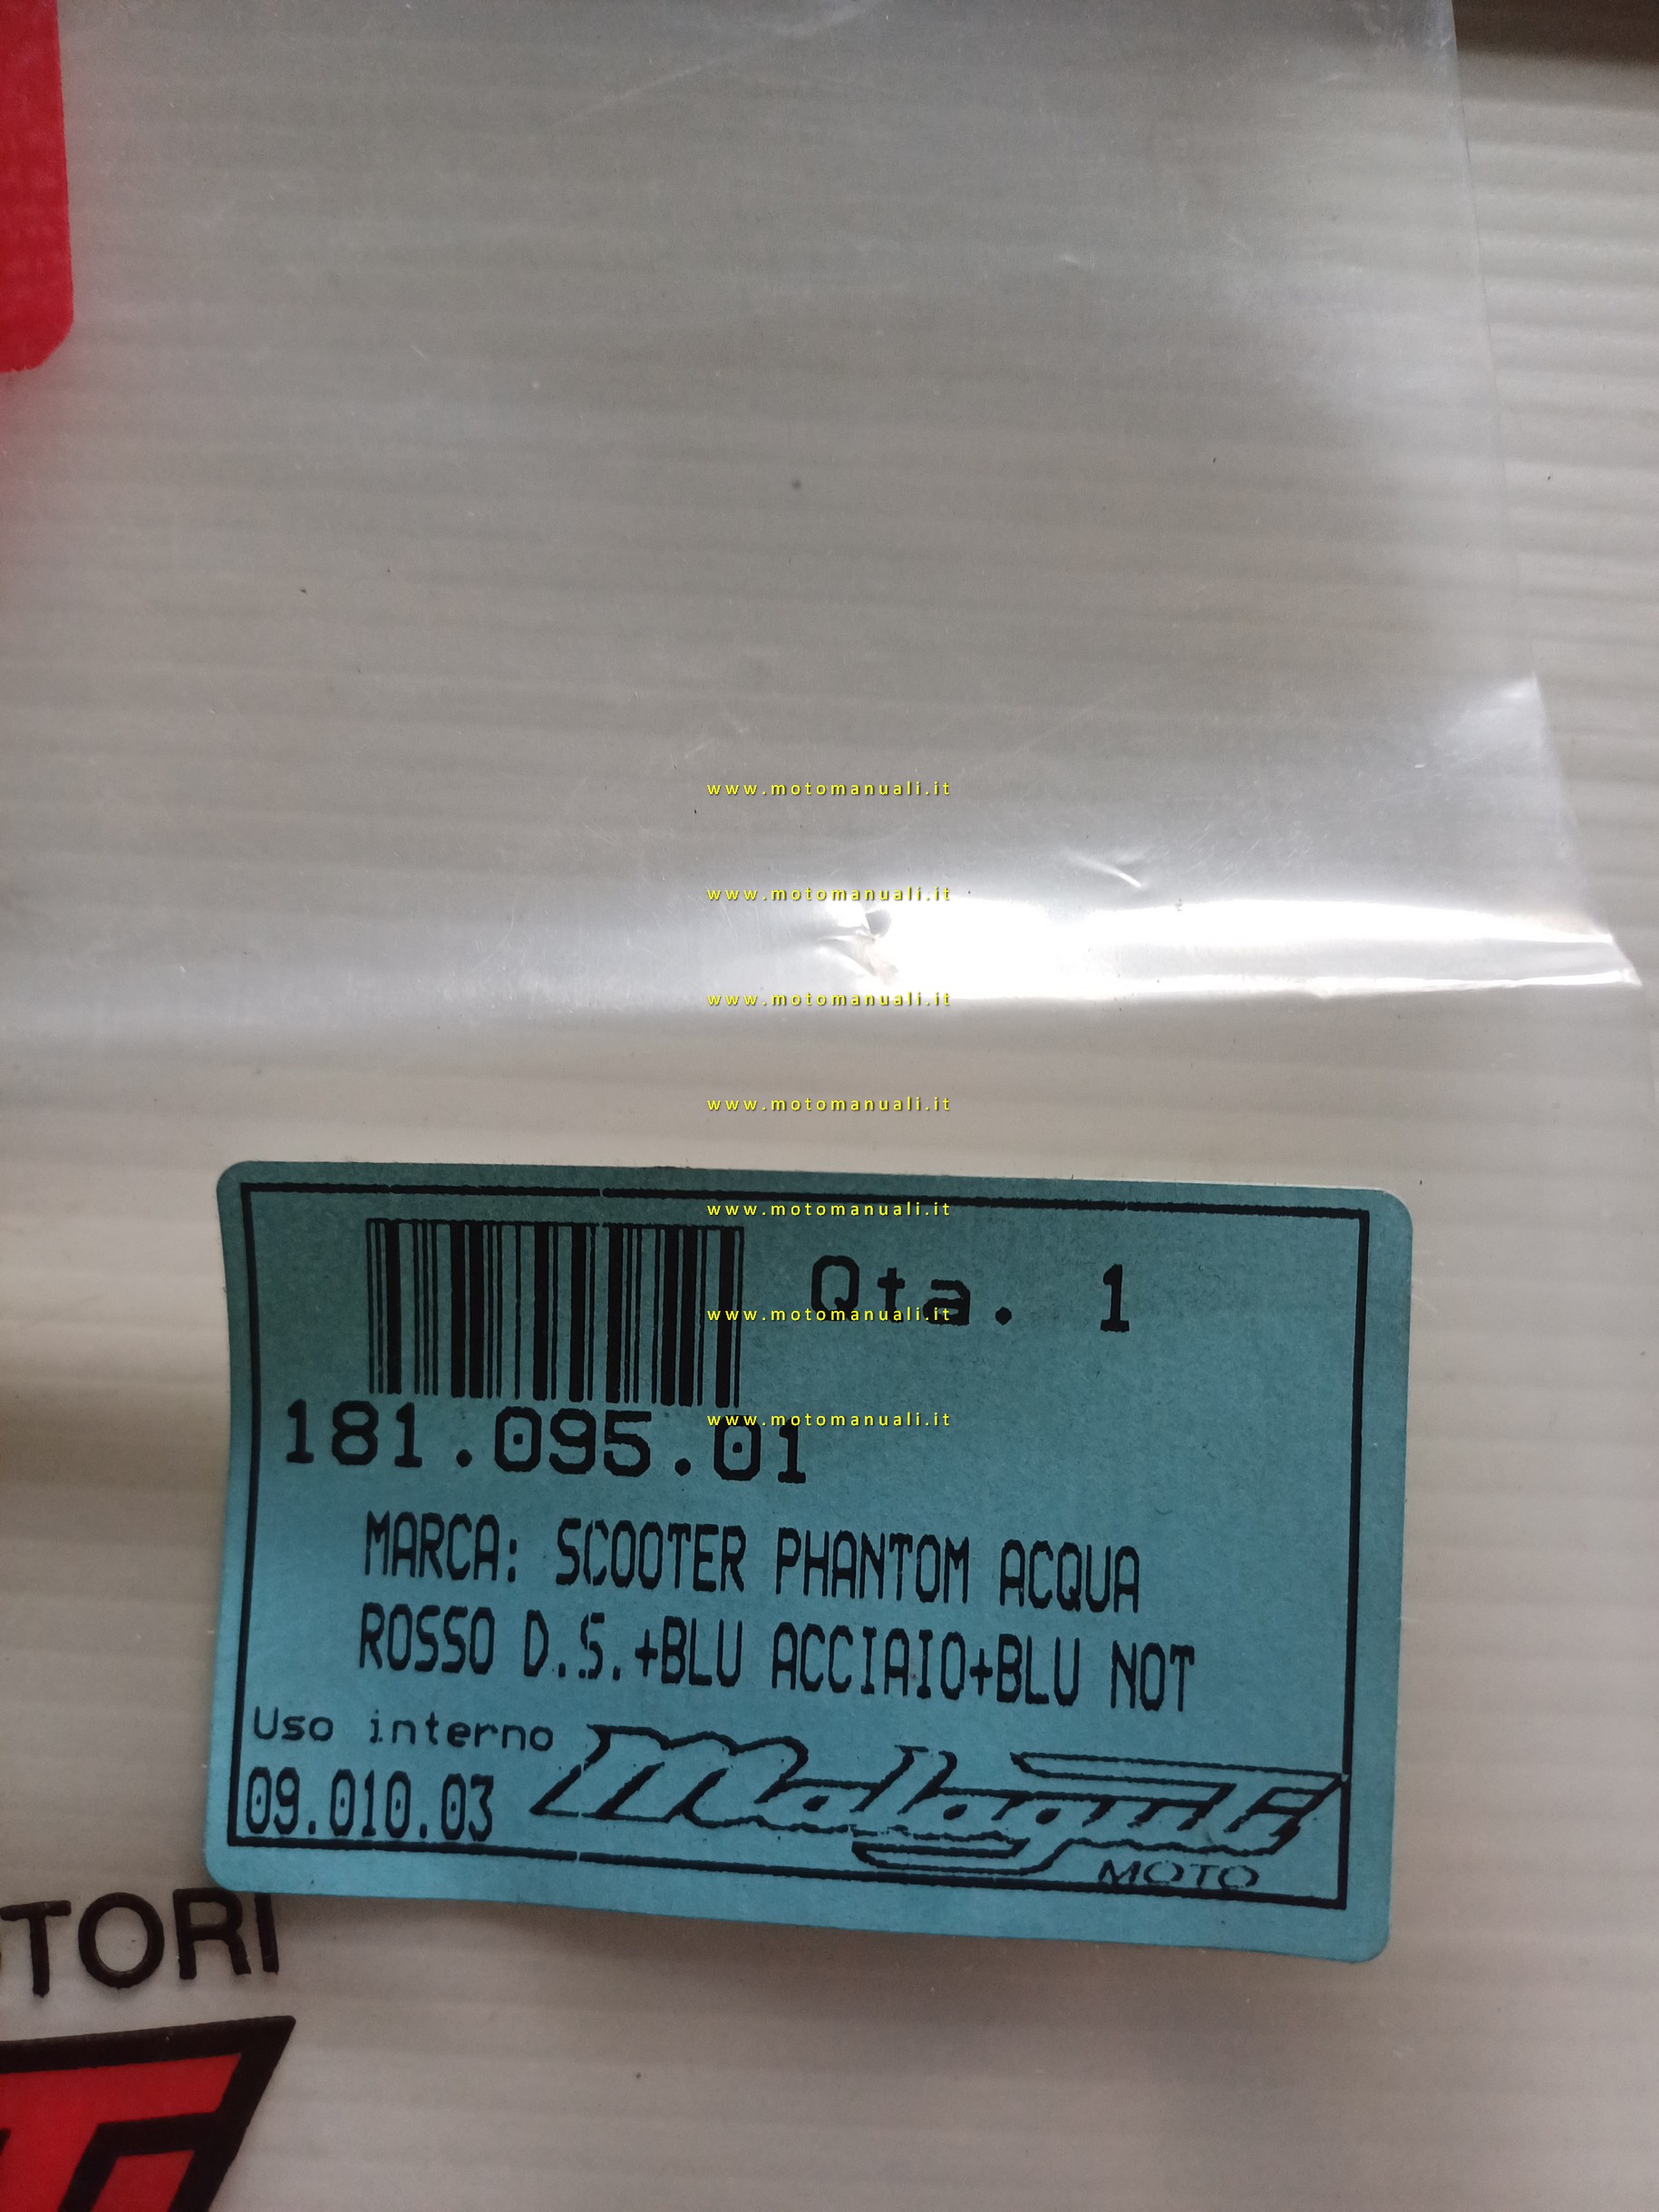 www.motomanuali.it
www.motomanuali.it
www.motomanuali.it
www.motomanuali.it
www.motomanuali.it
Qta. 1
www.motomanuali.it
www.motomanuali.it
181.095.01
MARCA: SCOOTER PHANTOM ACQUA
ROSSO D.S.+BLU ACCIAIO+BLU NOT
Uso interno
09.010.03
malaguti
MOTO
TORI